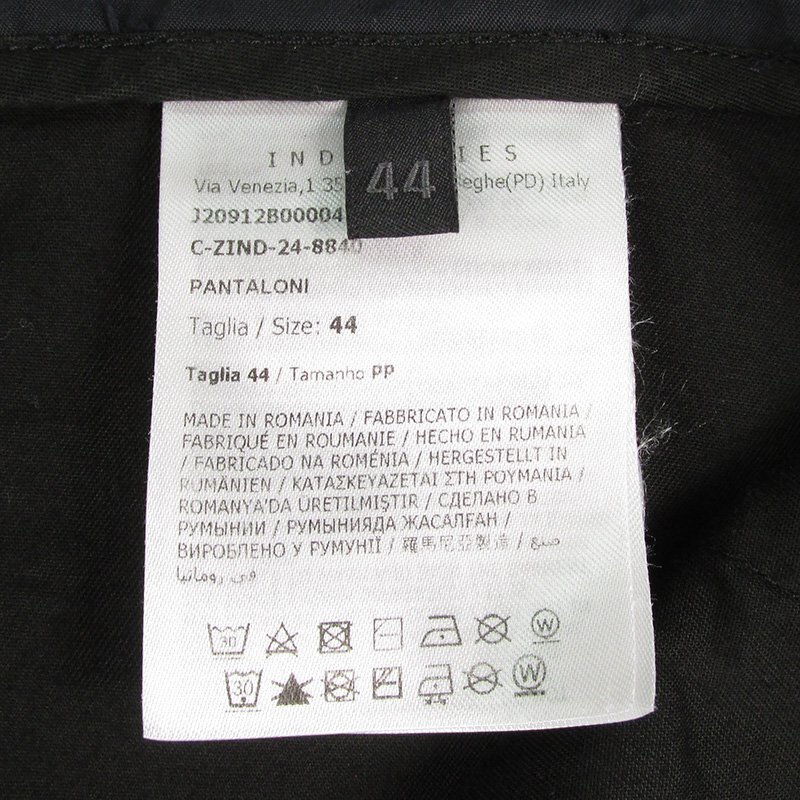 44
IND IES
Via Venezia,1 35 eghe(PD) Italy
J20912B00004
C-ZIND-24-8840
PANTALONI
Taglia / Size: 44
Taglia 44 / Tamanho PP
MADE IN ROMANIA / FABBRICATO IN ROMANIA /
FABRIQUÉ EN ROUMANIE / HECHO EN RUMANIA
/ FABRICADO NA ROMÉNIA / HERGESTELLT IN
RUMÄNIEN / ΚΑΤΑΣΚΕΥΑΖΕΤΑΙ ΣΤΗ ΡΟΥΜΑΝΙΑ /
ROMANYA'DA ÜRETILMIŞTIR / СДЕЛАНО В
РУМЫНИИ / РУМЫНИЯДА ЖАСАЛҒАН /
ВИРОБЛЕНО У РУМУНІЇ / 羅馬尼亞製造 / صنع
في رومانيا
30 W
30 W